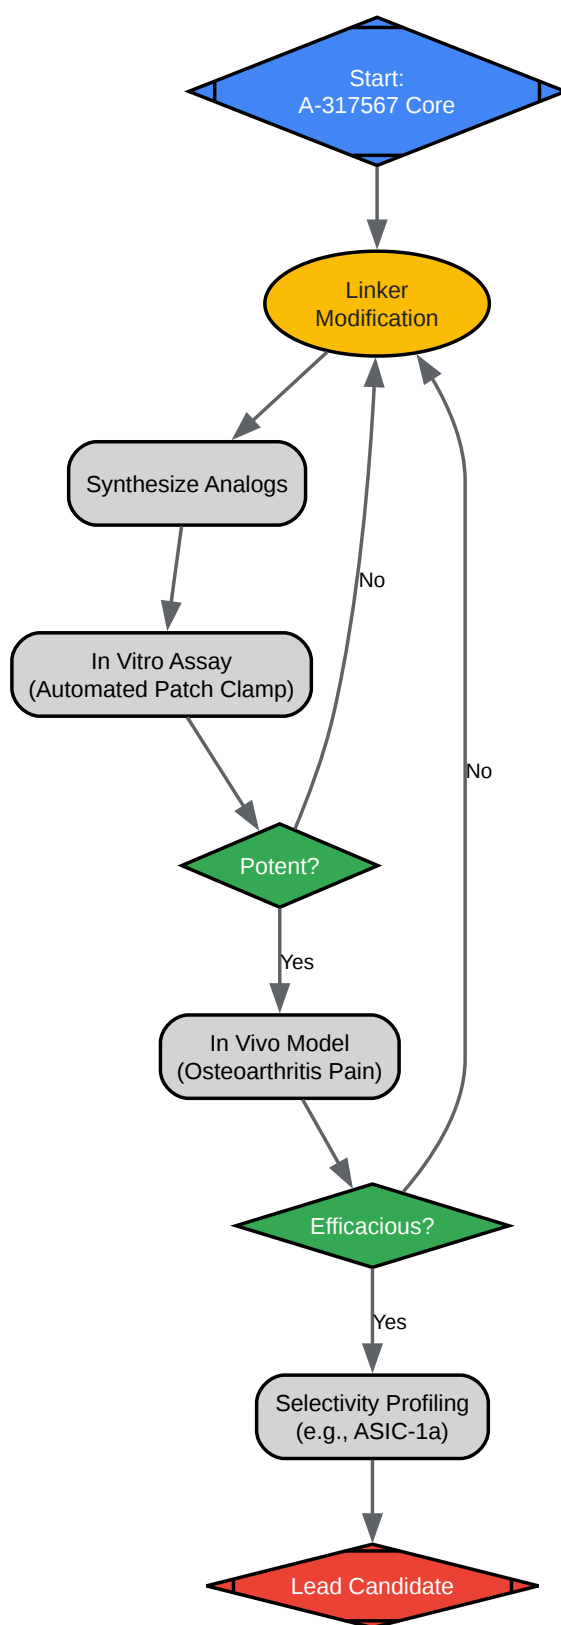 Start:
A-317567 Core
Linker
Modification
Synthesize Analogs
No
In Vitro Assay
(Automated Patch Clamp)
No
Potent?
Yes
In Vivo Model
(Osteoarthritis Pain)
Efficacious?
Yes
Selectivity Profiling
(e.g., ASIC-1a)
Lead Candidate